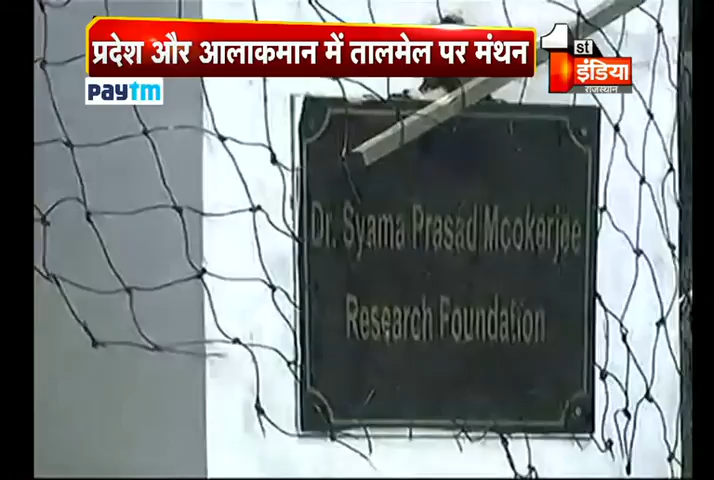 प्रदेश और आलाकमान में तालमेल पर मंथन
1st
इंडिया
राजस्थान
paytm
Dr. Syama Prasad Mookerjee
Research Foundation